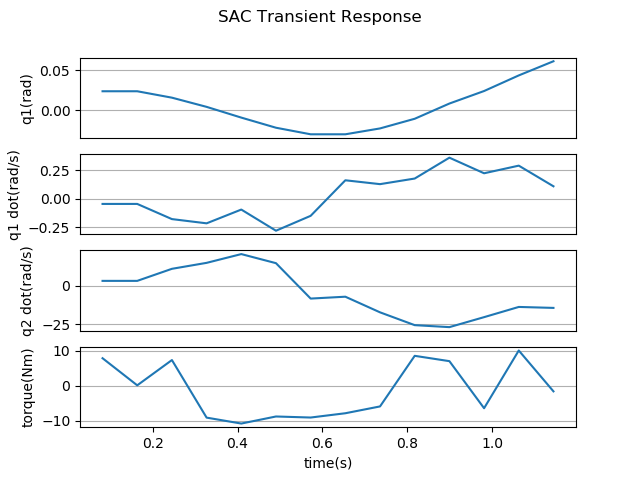 SAC Transient Response
q1(rad)
0.05
0.00
q1 dot(rad/s)
0.25
0.00
−0.25
q2 dot(rad/s)
0
−25
torque(Nm)
10
0
−10
0.2 0.4 0.6 0.8 1.0
time(s)